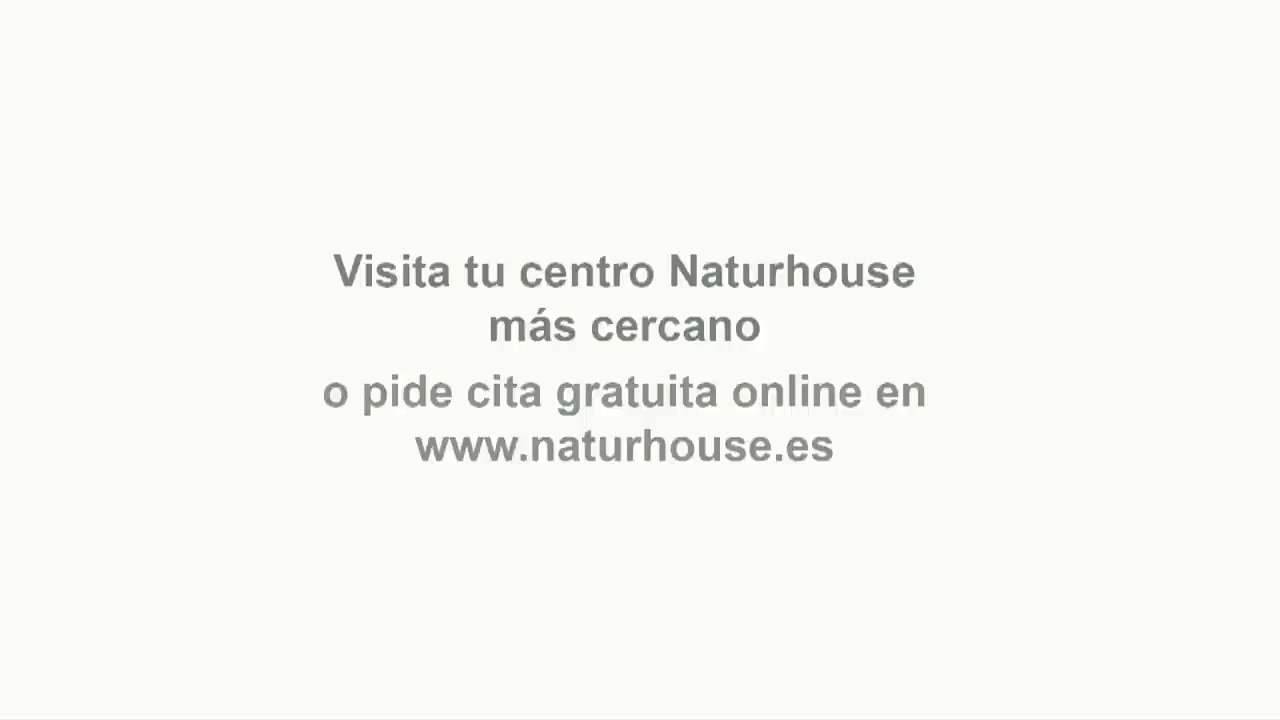 Visita tu centro Naturhouse
más cercano
o pide cita gratuita online en
www.naturhouse.es